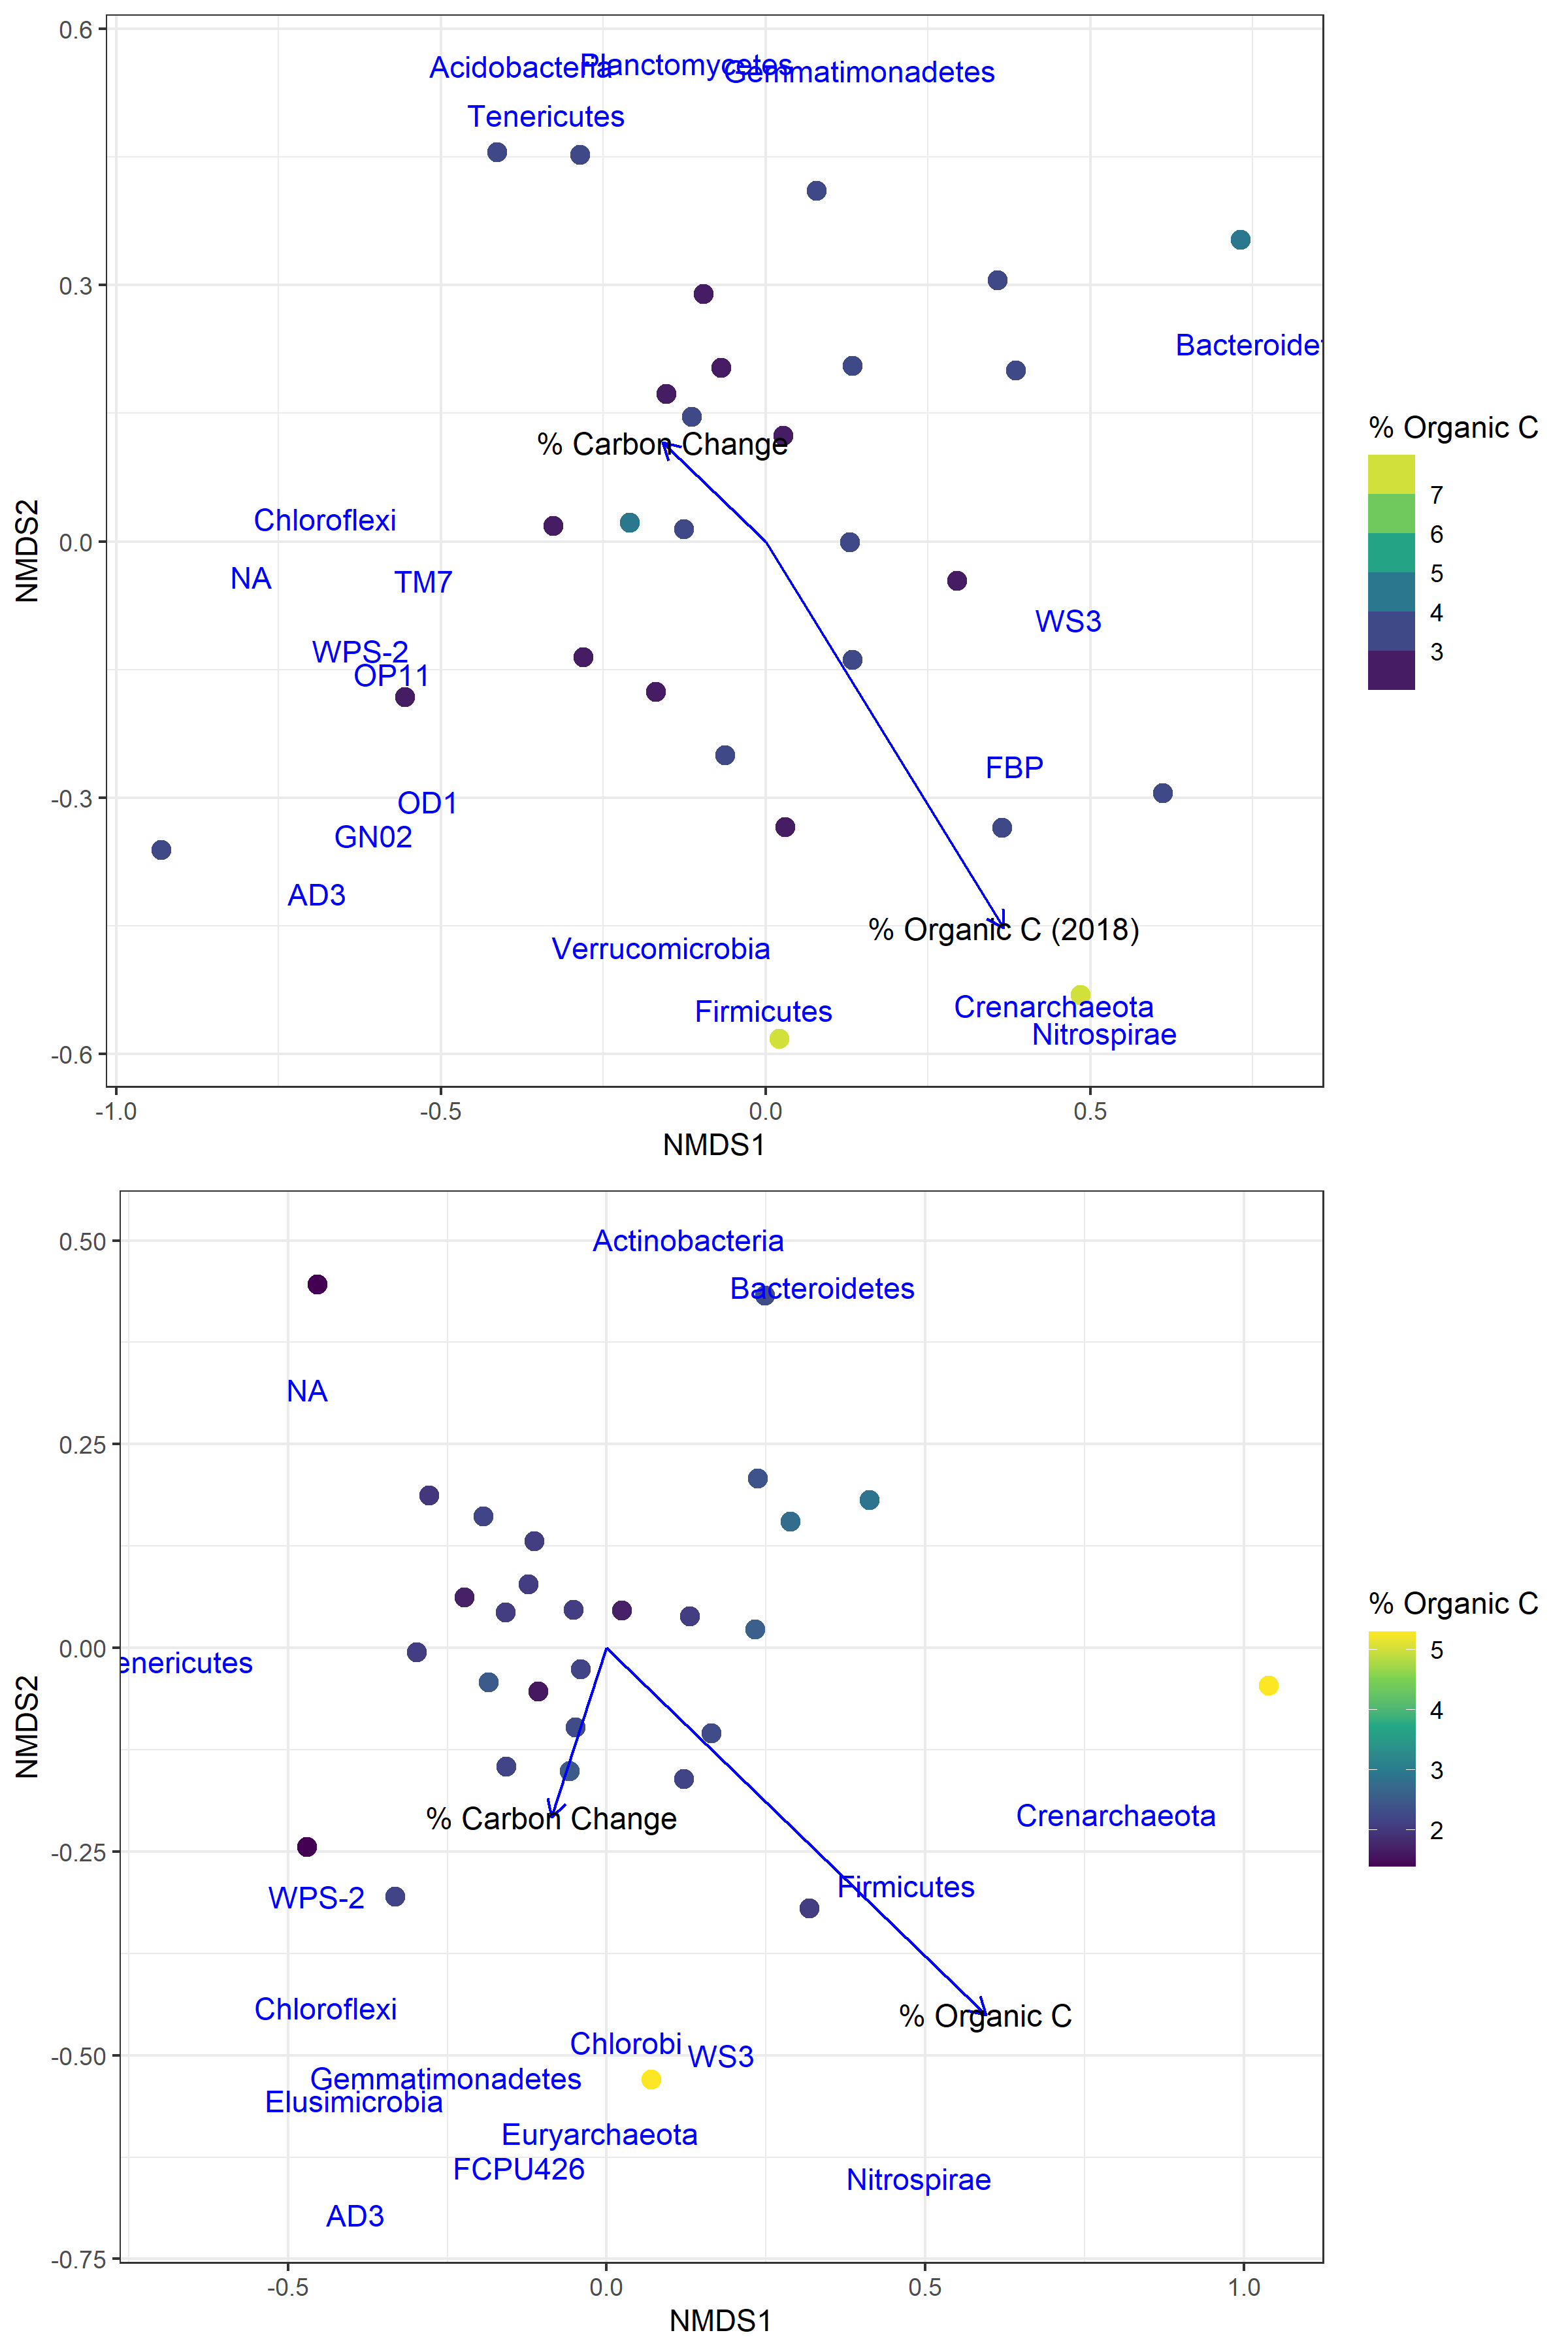 0.6
Acidobacteria
Planctomycetes
Gemmatimonadetes
Tenericutes
0.3
Bacteroidet
% Organic C
7
6
5
4
3
% Carbon Change
Chloroflexi
0.0
NMDS2
NA
TM7
WS3
WPS-2
OP11
FBP
-0.3
OD1
GN02
AD3
% Organic C (2018)
Verrucomicrobia
Firmicutes
Crenarchaeota
Nitrospirae
-0.6
-1.0
-0.5
0.0
0.5
NMDS1
0.50
Actinobacteria
Bacteroidetes
NA
0.25
% Organic C
5
4
3
2
0.00
enericutes
NMDS2
% Carbon Change
Crenarchaeota
-0.25
Firmicutes
WPS-2
Chloroflexi
% Organic C
Chlorobi
WS3
-0.50
Gemmatimonadetes
Elusimicrobia
Euryarchaeota
FCPU426
Nitrospirae
AD3
-0.75
-0.5
0.0
0.5
1.0
NMDS1